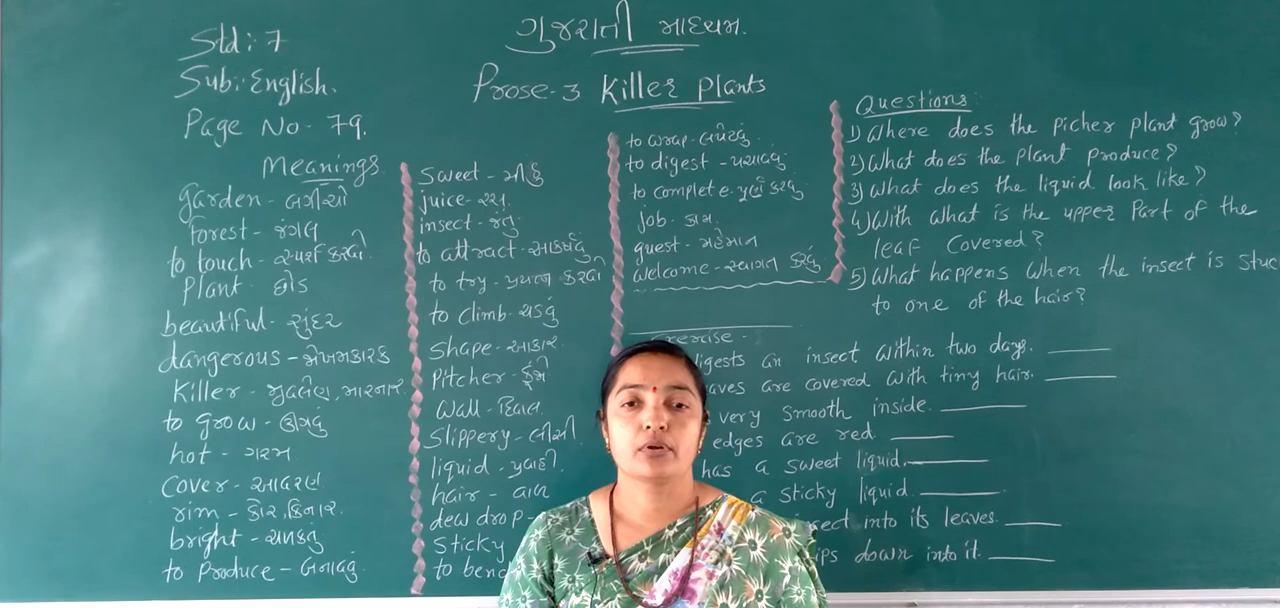 ગુજરાતી માધ્યમ.
Std: 7
Sub:: English.
Page No - 79.
Prose-3 Killer Plants
Meanings
garden - બગીચો
forest - જંગલ
to touch - સ્પર્શ કરવો
Plant - છોડ
beautiful - સુંદર
dangerous - જોખમકારક
Killer - મારનાર
to grow - ઊગવું
hot - ગરમ
Cover - આવરણ
rim - કોર, કિનાર.
bright - ચમકતું
to Produce - બનાવવું
Sweet - મીઠું
juice - રસ.
insect - જંતુ
to attract - આકર્ષવું
to try - પ્રયત્ન કરવો
to climb - ચડવું
Shape - આકાર
Pitcher - કુંજો
Wall - દિવાલ
Slippery - લીસી
liquid - પ્રવાહી.
hair - વાળ
dew drop -
Sticky
to bend
to wrap - લપેટવું.
to digest - પચાવવું
to complete - પૂર્ણ કરવું
job - કામ
guest - મહેમાન
welcome - સ્વાગત કરવું
Questions:
1) Where does the picher plant grow?
2) What does the plant produce?
3) What does the liquid look like?
4) With what is the upper Part of the
leaf Covered?
5) What happens when the insect is stuc
to one of the hair?
ercise -
igests an insect within two days. ____
aves are covered with tiny hair. ____
very smooth inside. ____
edges are red ____
has a sweet liquid. ____
a sticky liquid. ____
sect into its leaves. ____
ips down into it. ____